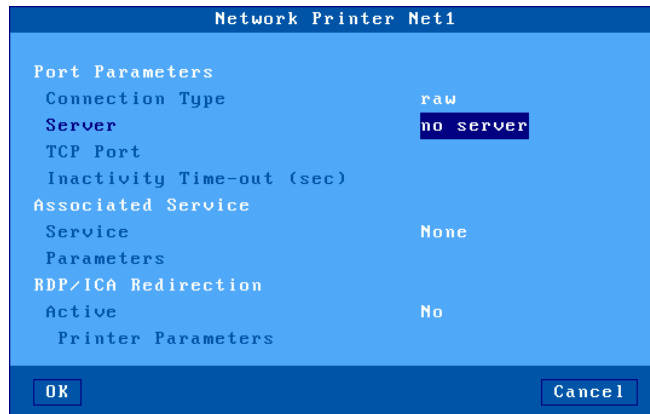 Network Printer Net1
Port Parameters
Connection Type raw
Server no server
TCP Port
Inactivity Time-out (sec)
Associated Service
Service None
Parameters
RDP/ICA Redirection
Active No
Printer Parameters
OK Cancel